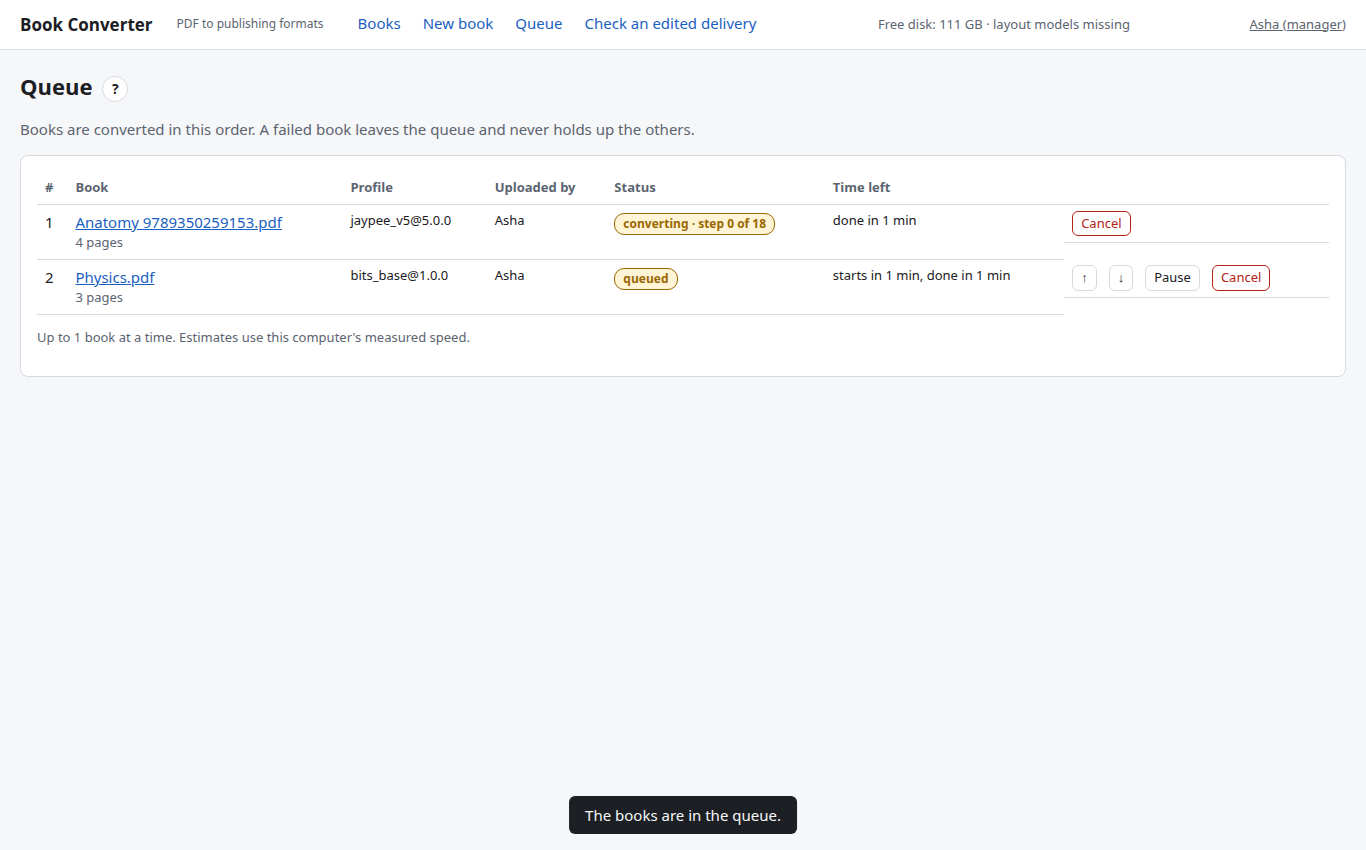 Book Converter PDF to publishing formats Books New book Queue Check an edited delivery Free disk: 111 GB · layout models missing Asha (manager)
Queue ?
Books are converted in this order. A failed book leaves the queue and never holds up the others.
# Book Profile Uploaded by Status Time left
1 Anatomy 9789350259153.pdf jaypee_v5@5.0.0 Asha converting · step 0 of 18 done in 1 min Cancel
4 pages
2 Physics.pdf bits_base@1.0.0 Asha queued starts in 1 min, done in 1 min ↑ ↓ Pause Cancel
3 pages
Up to 1 book at a time. Estimates use this computer's measured speed.
The books are in the queue.